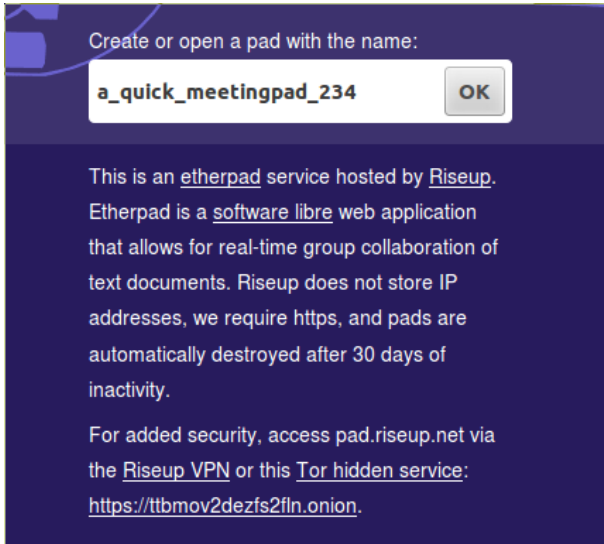 Create or open a pad with the name:
a_quick_meetingpad_234
OK
This is an etherpad service hosted by Riseup.
Etherpad is a software libre web application
that allows for real-time group collaboration of
text documents. Riseup does not store IP
addresses, we require https, and pads are
automatically destroyed after 30 days of
inactivity.
For added security, access pad.riseup.net via
the Riseup VPN or this Tor hidden service:
https://ttbmov2dezfs2fln.onion.